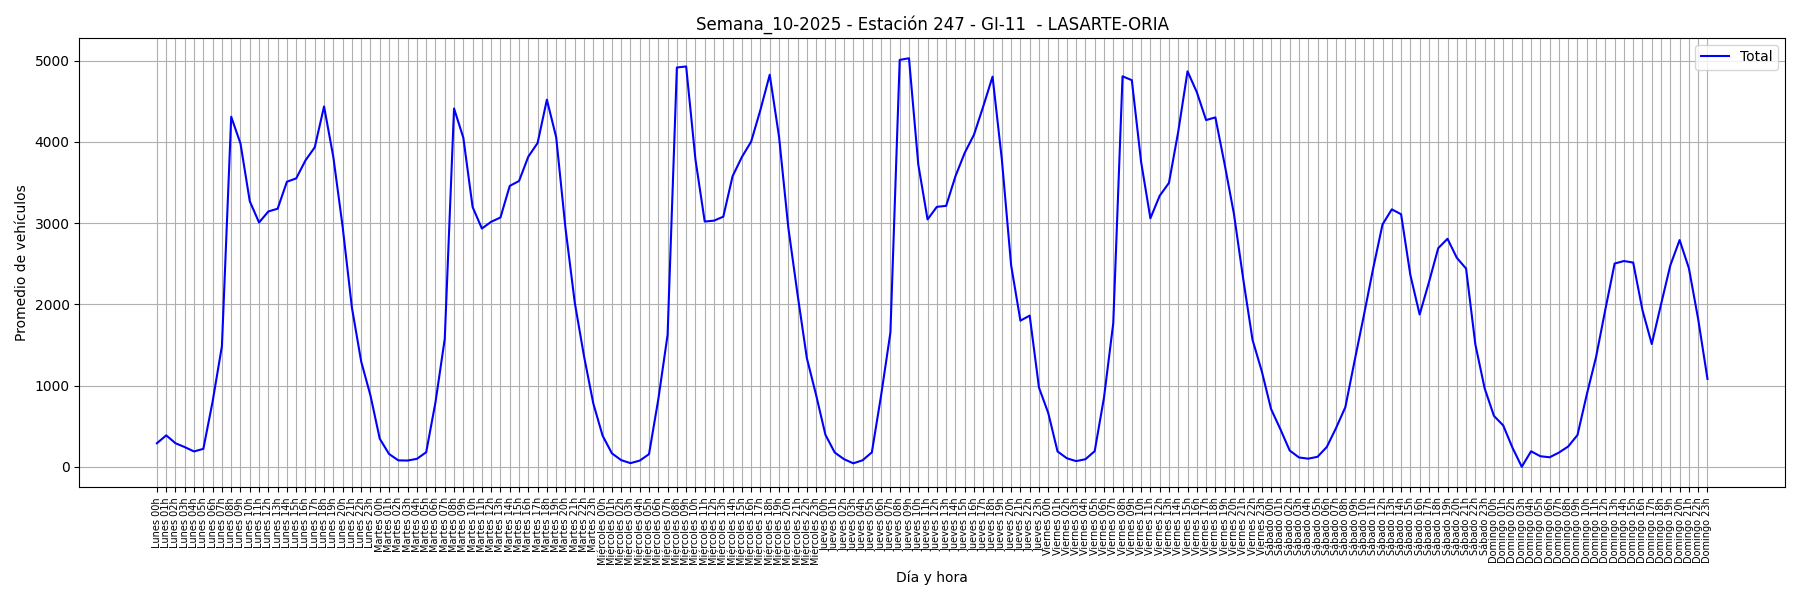 Semana_10-2025 - Estación 247 - GI-11  - LASARTE-ORIA
Total
Promedio de vehículos
5000
4000
3000
2000
1000
0
Lunes 00h
Lunes 01h
Lunes 02h
Lunes 03h
Lunes 04h
Lunes 05h
Lunes 06h
Lunes 07h
Lunes 08h
Lunes 09h
Lunes 10h
Lunes 11h
Lunes 12h
Lunes 13h
Lunes 14h
Lunes 15h
Lunes 16h
Lunes 17h
Lunes 18h
Lunes 19h
Lunes 20h
Lunes 21h
Lunes 22h
Lunes 23h
Martes 00h
Martes 01h
Martes 02h
Martes 03h
Martes 04h
Martes 05h
Martes 06h
Martes 07h
Martes 08h
Martes 09h
Martes 10h
Martes 11h
Martes 12h
Martes 13h
Martes 14h
Martes 15h
Martes 16h
Martes 17h
Martes 18h
Martes 19h
Martes 20h
Martes 21h
Martes 22h
Martes 23h
Miércoles 00h
Miércoles 01h
Miércoles 02h
Miércoles 03h
Miércoles 04h
Miércoles 05h
Miércoles 06h
Miércoles 07h
Miércoles 08h
Miércoles 09h
Miércoles 10h
Miércoles 11h
Miércoles 12h
Miércoles 13h
Miércoles 14h
Miércoles 15h
Miércoles 16h
Miércoles 17h
Miércoles 18h
Miércoles 19h
Miércoles 20h
Miércoles 21h
Miércoles 22h
Miércoles 23h
Jueves 00h
Jueves 01h
Jueves 02h
Jueves 03h
Jueves 04h
Jueves 05h
Jueves 06h
Jueves 07h
Jueves 08h
Jueves 09h
Jueves 10h
Jueves 11h
Jueves 12h
Jueves 13h
Jueves 14h
Jueves 15h
Jueves 16h
Jueves 17h
Jueves 18h
Jueves 19h
Jueves 20h
Jueves 21h
Jueves 22h
Jueves 23h
Viernes 00h
Viernes 01h
Viernes 02h
Viernes 03h
Viernes 04h
Viernes 05h
Viernes 06h
Viernes 07h
Viernes 08h
Viernes 09h
Viernes 10h
Viernes 11h
Viernes 12h
Viernes 13h
Viernes 14h
Viernes 15h
Viernes 16h
Viernes 17h
Viernes 18h
Viernes 19h
Viernes 20h
Viernes 21h
Viernes 22h
Viernes 23h
Sábado 00h
Sábado 01h
Sábado 02h
Sábado 03h
Sábado 04h
Sábado 05h
Sábado 06h
Sábado 07h
Sábado 08h
Sábado 09h
Sábado 10h
Sábado 11h
Sábado 12h
Sábado 13h
Sábado 14h
Sábado 15h
Sábado 16h
Sábado 17h
Sábado 18h
Sábado 19h
Sábado 20h
Sábado 21h
Sábado 22h
Sábado 23h
Domingo 00h
Domingo 01h
Domingo 02h
Domingo 03h
Domingo 04h
Domingo 05h
Domingo 06h
Domingo 07h
Domingo 08h
Domingo 09h
Domingo 10h
Domingo 11h
Domingo 12h
Domingo 13h
Domingo 14h
Domingo 15h
Domingo 16h
Domingo 17h
Domingo 18h
Domingo 19h
Domingo 20h
Domingo 21h
Domingo 22h
Domingo 23h
Día y hora